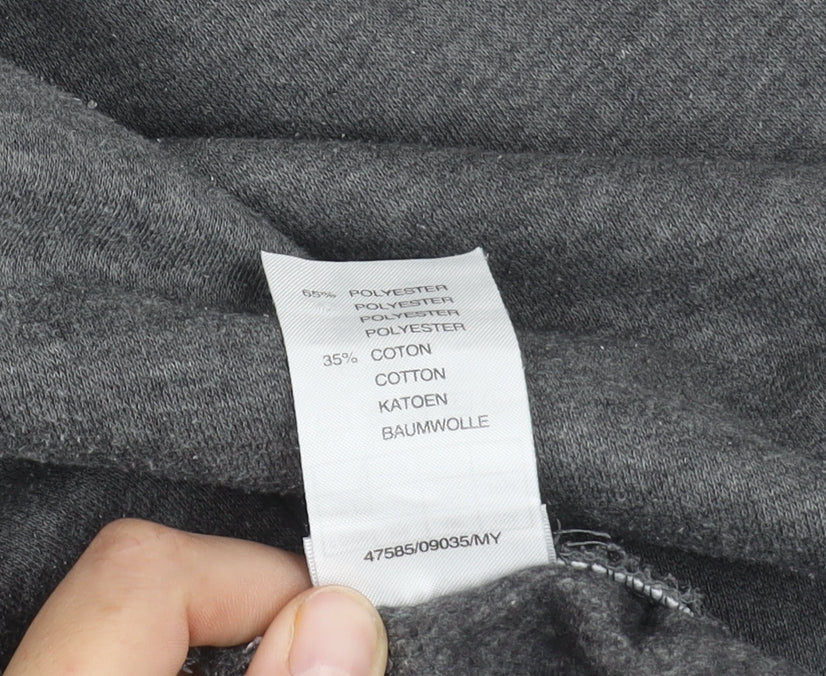 65% POLYESTER
POLYESTER
POLYESTER
POLYESTER
35% COTON
COTTON
KATOEN
BAUMWOLLE
47585/09035/MY